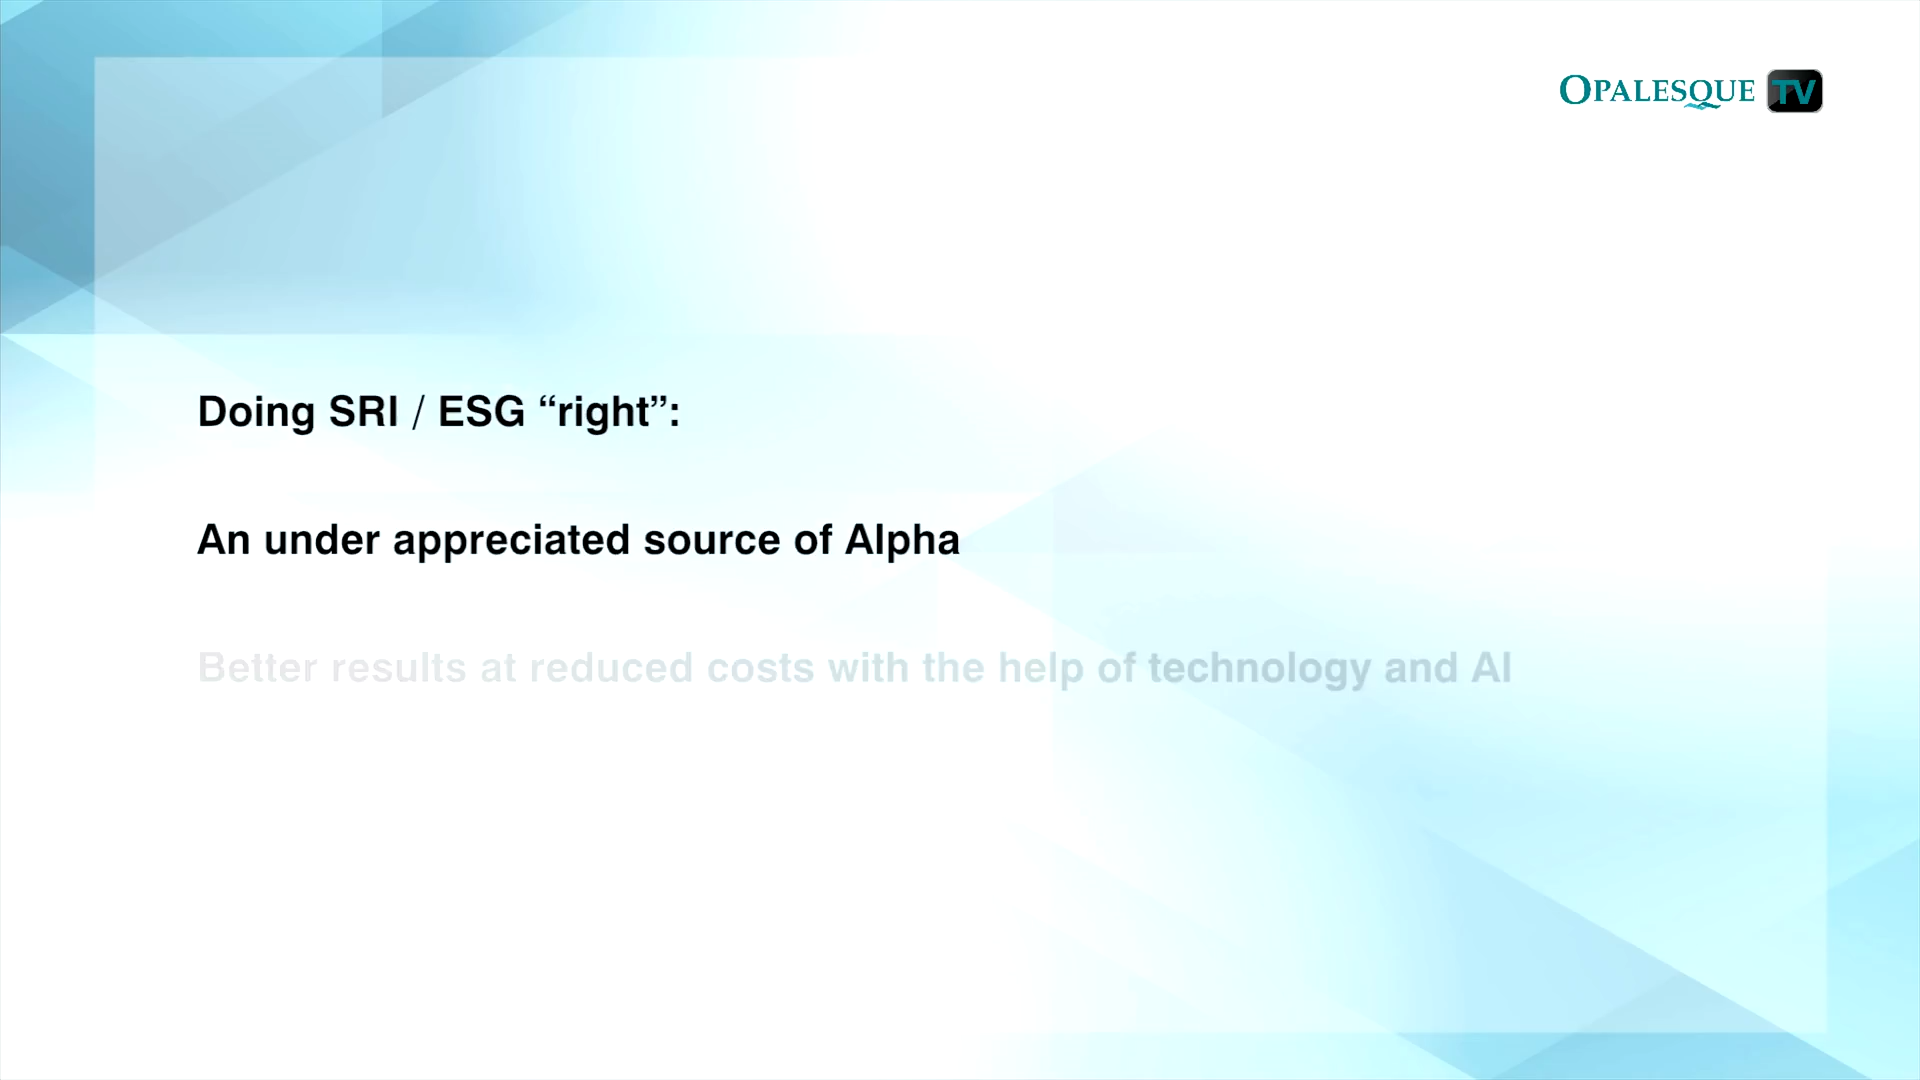 OPALESQUE TV
Doing SRI / ESG “right”:
An under appreciated source of Alpha
Better results at reduced costs with the help of technology and AI